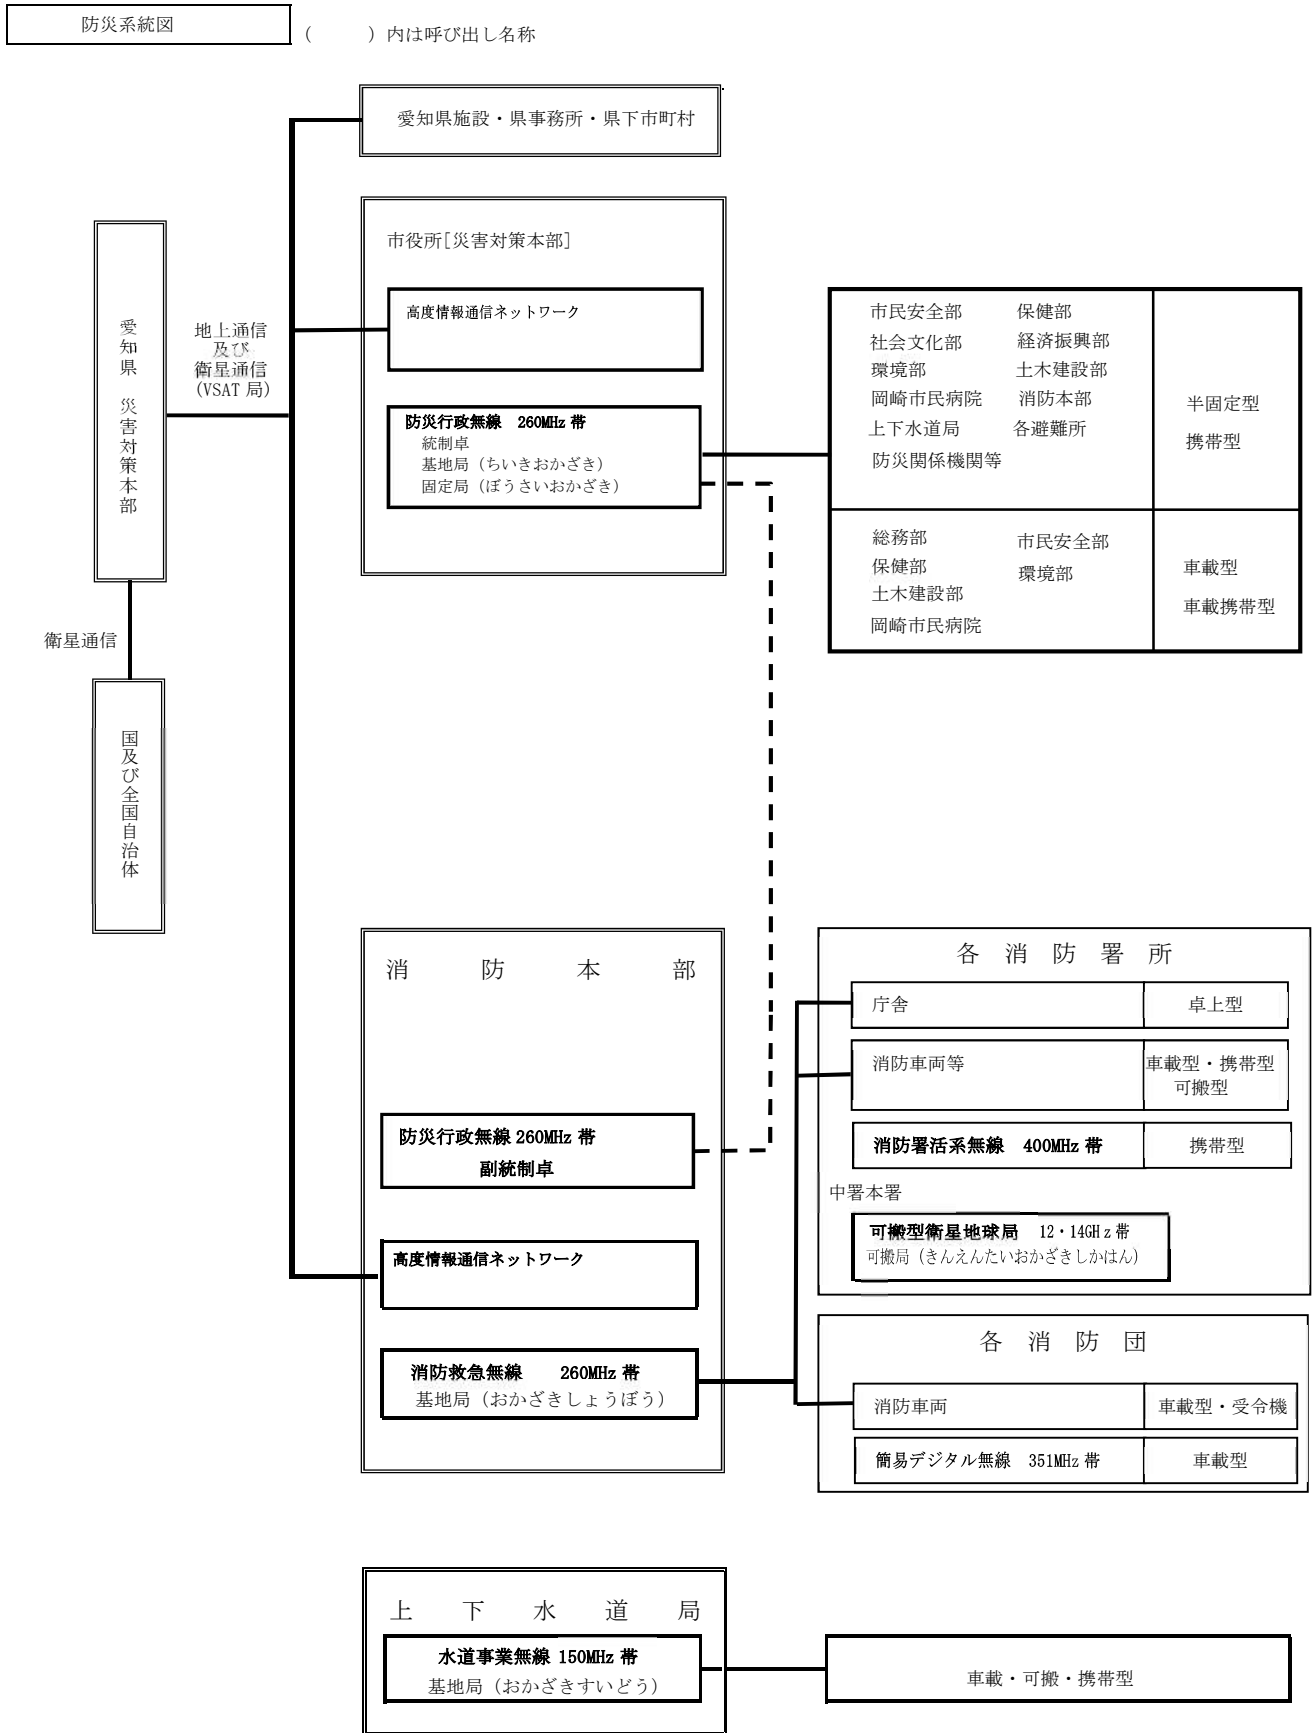 防災系統図
(　　　)内は呼び出し名称
愛知県施設・県事務所・県下市町村
市役所[災害対策本部]
高度情報通信ネットワーク
防災行政無線　260MHz帯
統制卓
基地局（ちいきおかざき）
固定局（ぼうさいおかざき）
愛知県　災害対策本部
地上通信
及び
衛星通信
(VSAT局)
衛星通信
国及び全国自治体
市民安全部　保健部
社会文化部　経済振興部
環境部　土木建設部
岡崎市民病院　消防本部
上下水道局　各避難所
防災関係機関等
半固定型
携帯型
総務部　市民安全部
保健部　環境部
土木建設部
岡崎市民病院
車載型
車載携帯型
消防本部
防災行政無線260MHz帯
副統制卓
高度情報通信ネットワーク
消防救急無線　260MHz帯
基地局（おかざきしょうぼう）
各消防署所
庁舎　卓上型
消防車両等　車載型・携帯型
可搬型
消防署活系無線　400MHz帯　携帯型
中署本署
可搬型衛星地球局　12・14GHz帯
可搬局（きんえんたいおかざきしかはん）
各消防団
消防車両　車載型・受令機
簡易デジタル無線　351MHz帯　車載型
上下水道局
水道事業無線150MHz帯
基地局（おかざきすいどう）
車載・可搬・携帯型